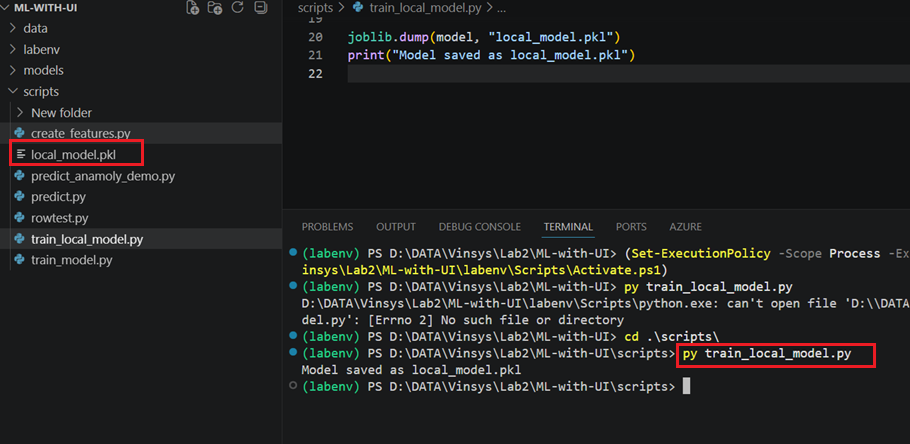 ML-WITH-UI
data
labenv
models
scripts
New folder
create_features.py
local_model.pkl
predict_anamoly_demo.py
predict.py
rowtest.py
train_local_model.py
train_model.py
scripts > train_local_model.py > ...
19
20 joblib.dump(model, "local_model.pkl")
21 print("Model saved as local_model.pkl")
22
PROBLEMS OUTPUT DEBUG CONSOLE TERMINAL PORTS AZURE
(labenv) PS D:\DATA\Vinsys\Lab2\ML-with-UI> (Set-ExecutionPolicy -Scope Process -Ex
insys\Lab2\ML-with-UI\labenv\Scripts\Activate.ps1)
(labenv) PS D:\DATA\Vinsys\Lab2\ML-with-UI> py train_local_model.py
D:\DATA\Vinsys\Lab2\ML-with-UI\labenv\Scripts\python.exe: can't open file 'D:\\DATA
del.py': [Errno 2] No such file or directory
(labenv) PS D:\DATA\Vinsys\Lab2\ML-with-UI> cd .\scripts\
(labenv) PS D:\DATA\Vinsys\Lab2\ML-with-UI\scripts> py train_local_model.py
Model saved as local_model.pkl
(labenv) PS D:\DATA\Vinsys\Lab2\ML-with-UI\scripts>